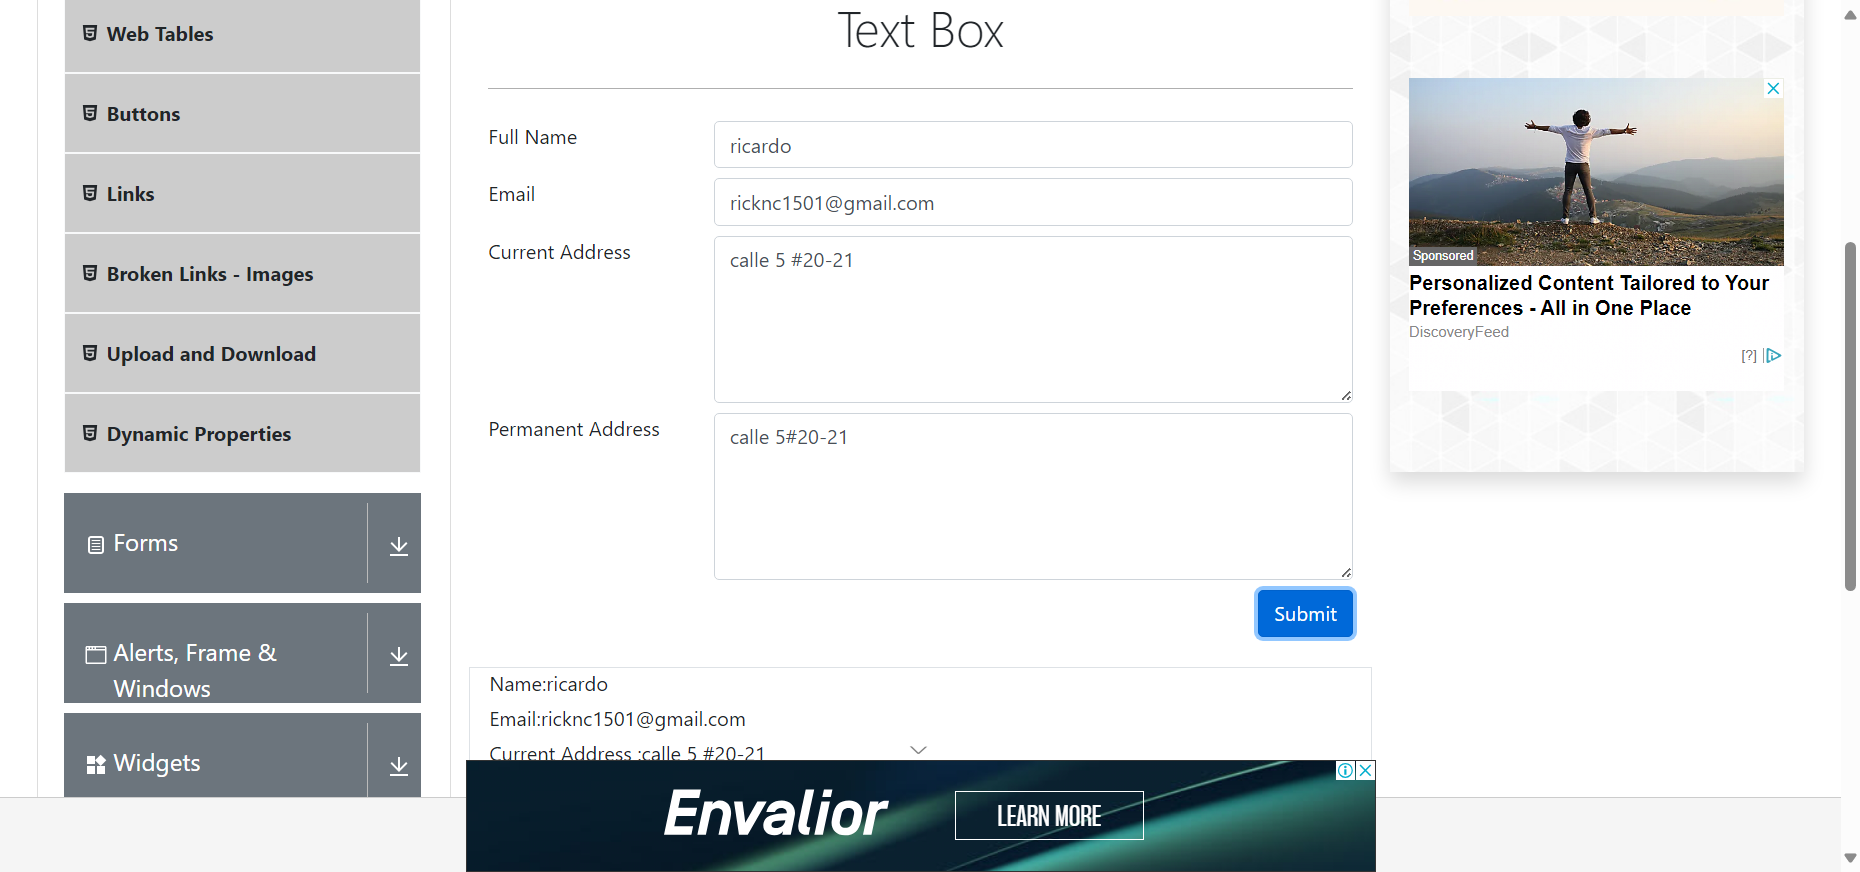 Web Tables
Buttons
Links
Broken Links - Images
Upload and Download
Dynamic Properties
Forms
Alerts, Frame &
Windows
Widgets
Text Box
Full Name
ricardo
Email
ricknc1501@gmail.com
Current Address
calle 5 #20-21
Permanent Address
calle 5#20-21
Submit
Name:ricardo
Email:ricknc1501@gmail.com
Current Address :calle 5 #20-21
Envalior
LEARN MORE
Sponsored
Personalized Content Tailored to Your
Preferences - All in One Place
DiscoveryFeed
[?]